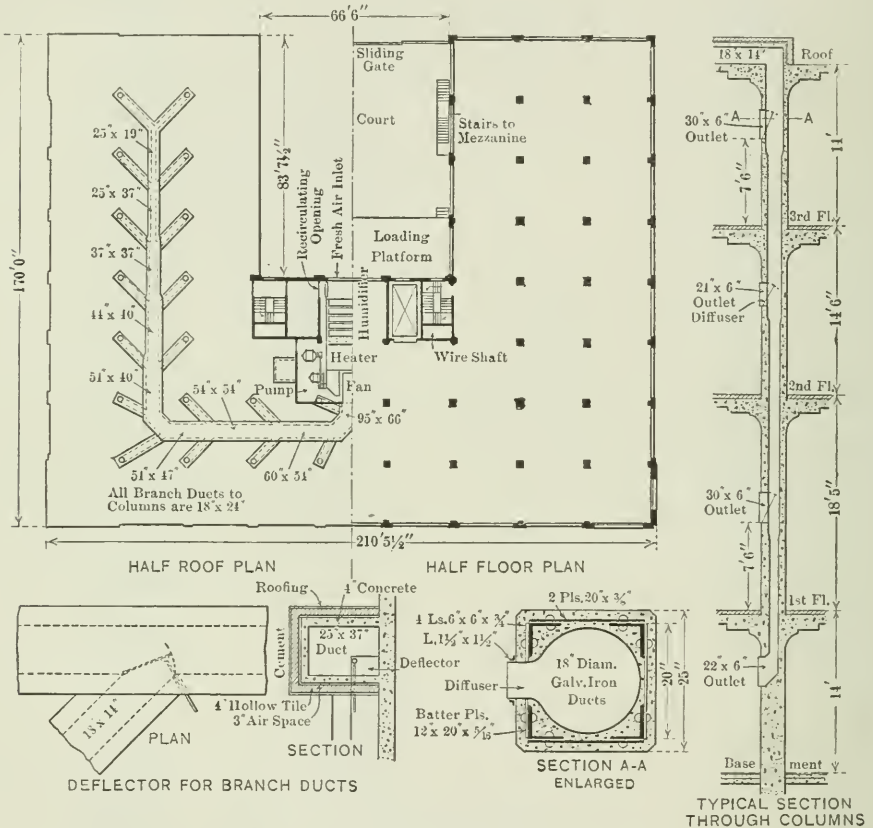 66'6"
170'0"
83'7½"
Sliding
Gate
Court
Stairs to
Mezzanine
25"x 19"
25"x 37"
37"x 37"
44"x 40"
51"x 40"
54"x 54"
51"x 47"
60"x 54"
95"x 66"
Recirculating
Opening
Fresh Air Inlet
Loading
Platform
Humidifier
Heater
Wire Shaft
Pump
Fan
All Branch Ducts to
Columns are 18"x 24"
210'5½"
HALF ROOF PLAN
HALF FLOOR PLAN
18"x 14"
Roof
30"x 6"
Outlet
A
A
14'
7'6"
3rd Fl.
21"x 6"
Outlet
Diffuser
14'6"
2nd Fl.
30"x 6"
Outlet
18'5"
7'6"
1st Fl.
22"x 6"
Outlet
14'
Base ment
TYPICAL SECTION
THROUGH COLUMNS
PLAN
DEFLECTOR FOR BRANCH DUCTS
Roofing
4"Concrete
Cement
25"x 37"
Duct
Deflector
4"Hollow Tile
3"Air Space
SECTION
2 Pls.20"x ⅜"
4 Ls.6"x 6"x ¾"
L,1½"x 1½"
18"Diam.
Galv. Iron
Ducts
Diffuser
20"
25"
Batter Pls.
12"x 20"x 5/16"
SECTION A-A
ENLARGED